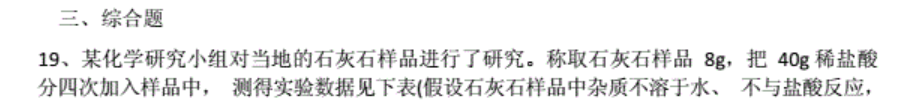 三、综合题
19、某化学研究小组对当地的石灰石样品进行了研究。称取石灰石样品 8g，把 40g 稀盐酸
分四次加入样品中， 测得实验数据见下表(假设石灰石样品中杂质不溶于水、 不与盐酸反应，